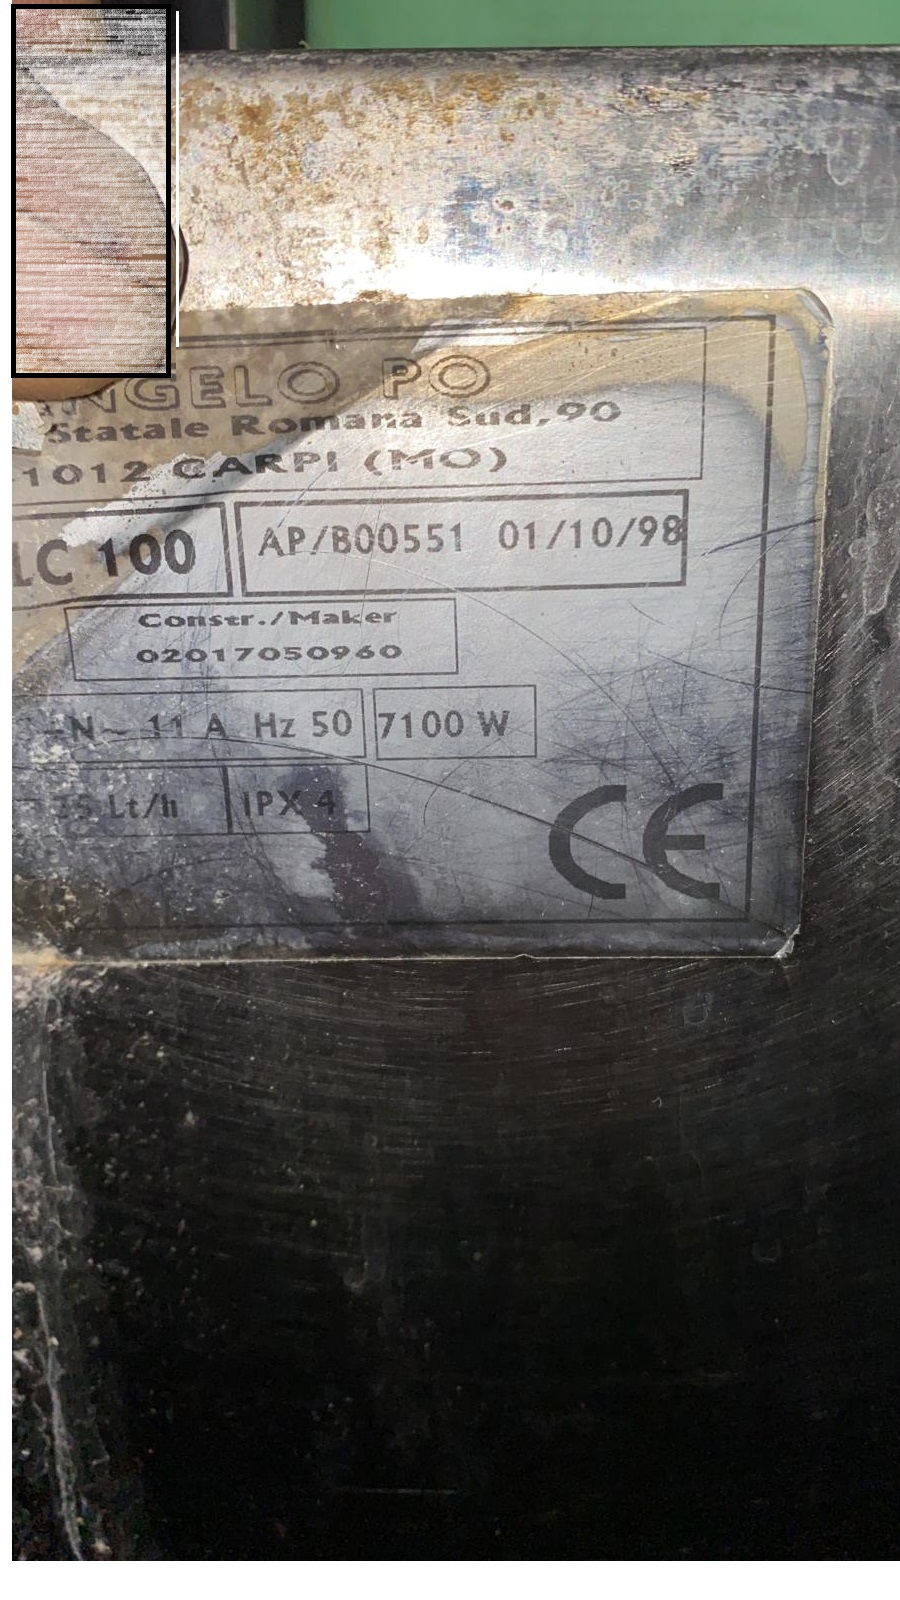 ANGELO PO
Statale Romana Sud,90
1012 CARPI (MO)
LC 100
AP/B00551 01/10/98
Constr./Maker
02017050960
N~ 11 A Hz 50
7100 W
Lt/h
IPX 4
CE